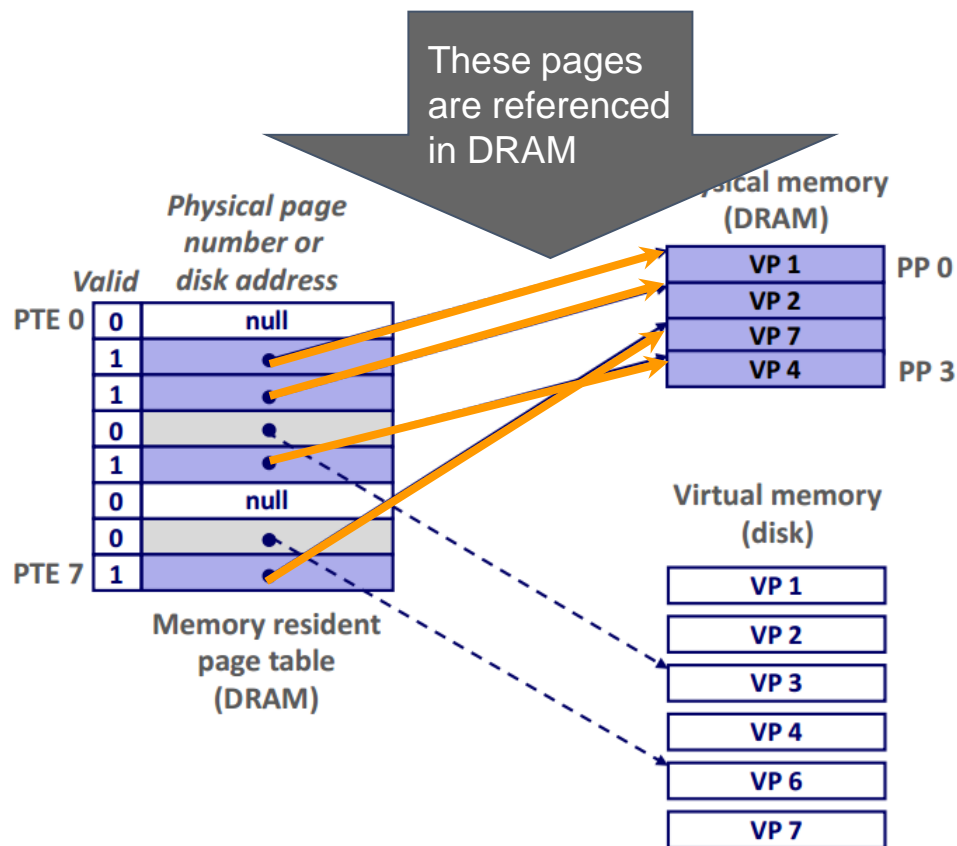 These pages
are referenced
in DRAM
sical memory
(DRAM)
Physical page
number or
disk address
Valid
PTE 0 0 null
1
1
0
1
0 null
0
PTE 7 1
Memory resident
page table
(DRAM)
VP 1 PP 0
VP 2
VP 7
VP 4 PP 3
Virtual memory
(disk)
VP 1
VP 2
VP 3
VP 4
VP 6
VP 7